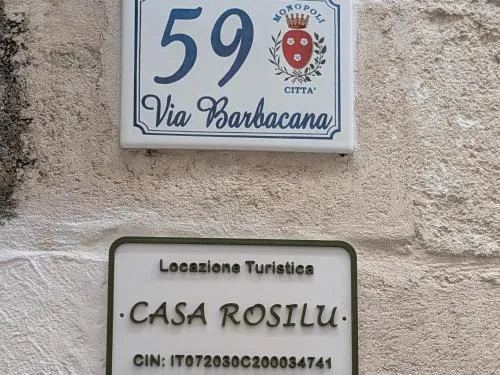 59
MONOPOLI
CITTA'
Via Barbacana
Locazione Turistica
·CASA ROSILU·
CIN: IT072030C200034741